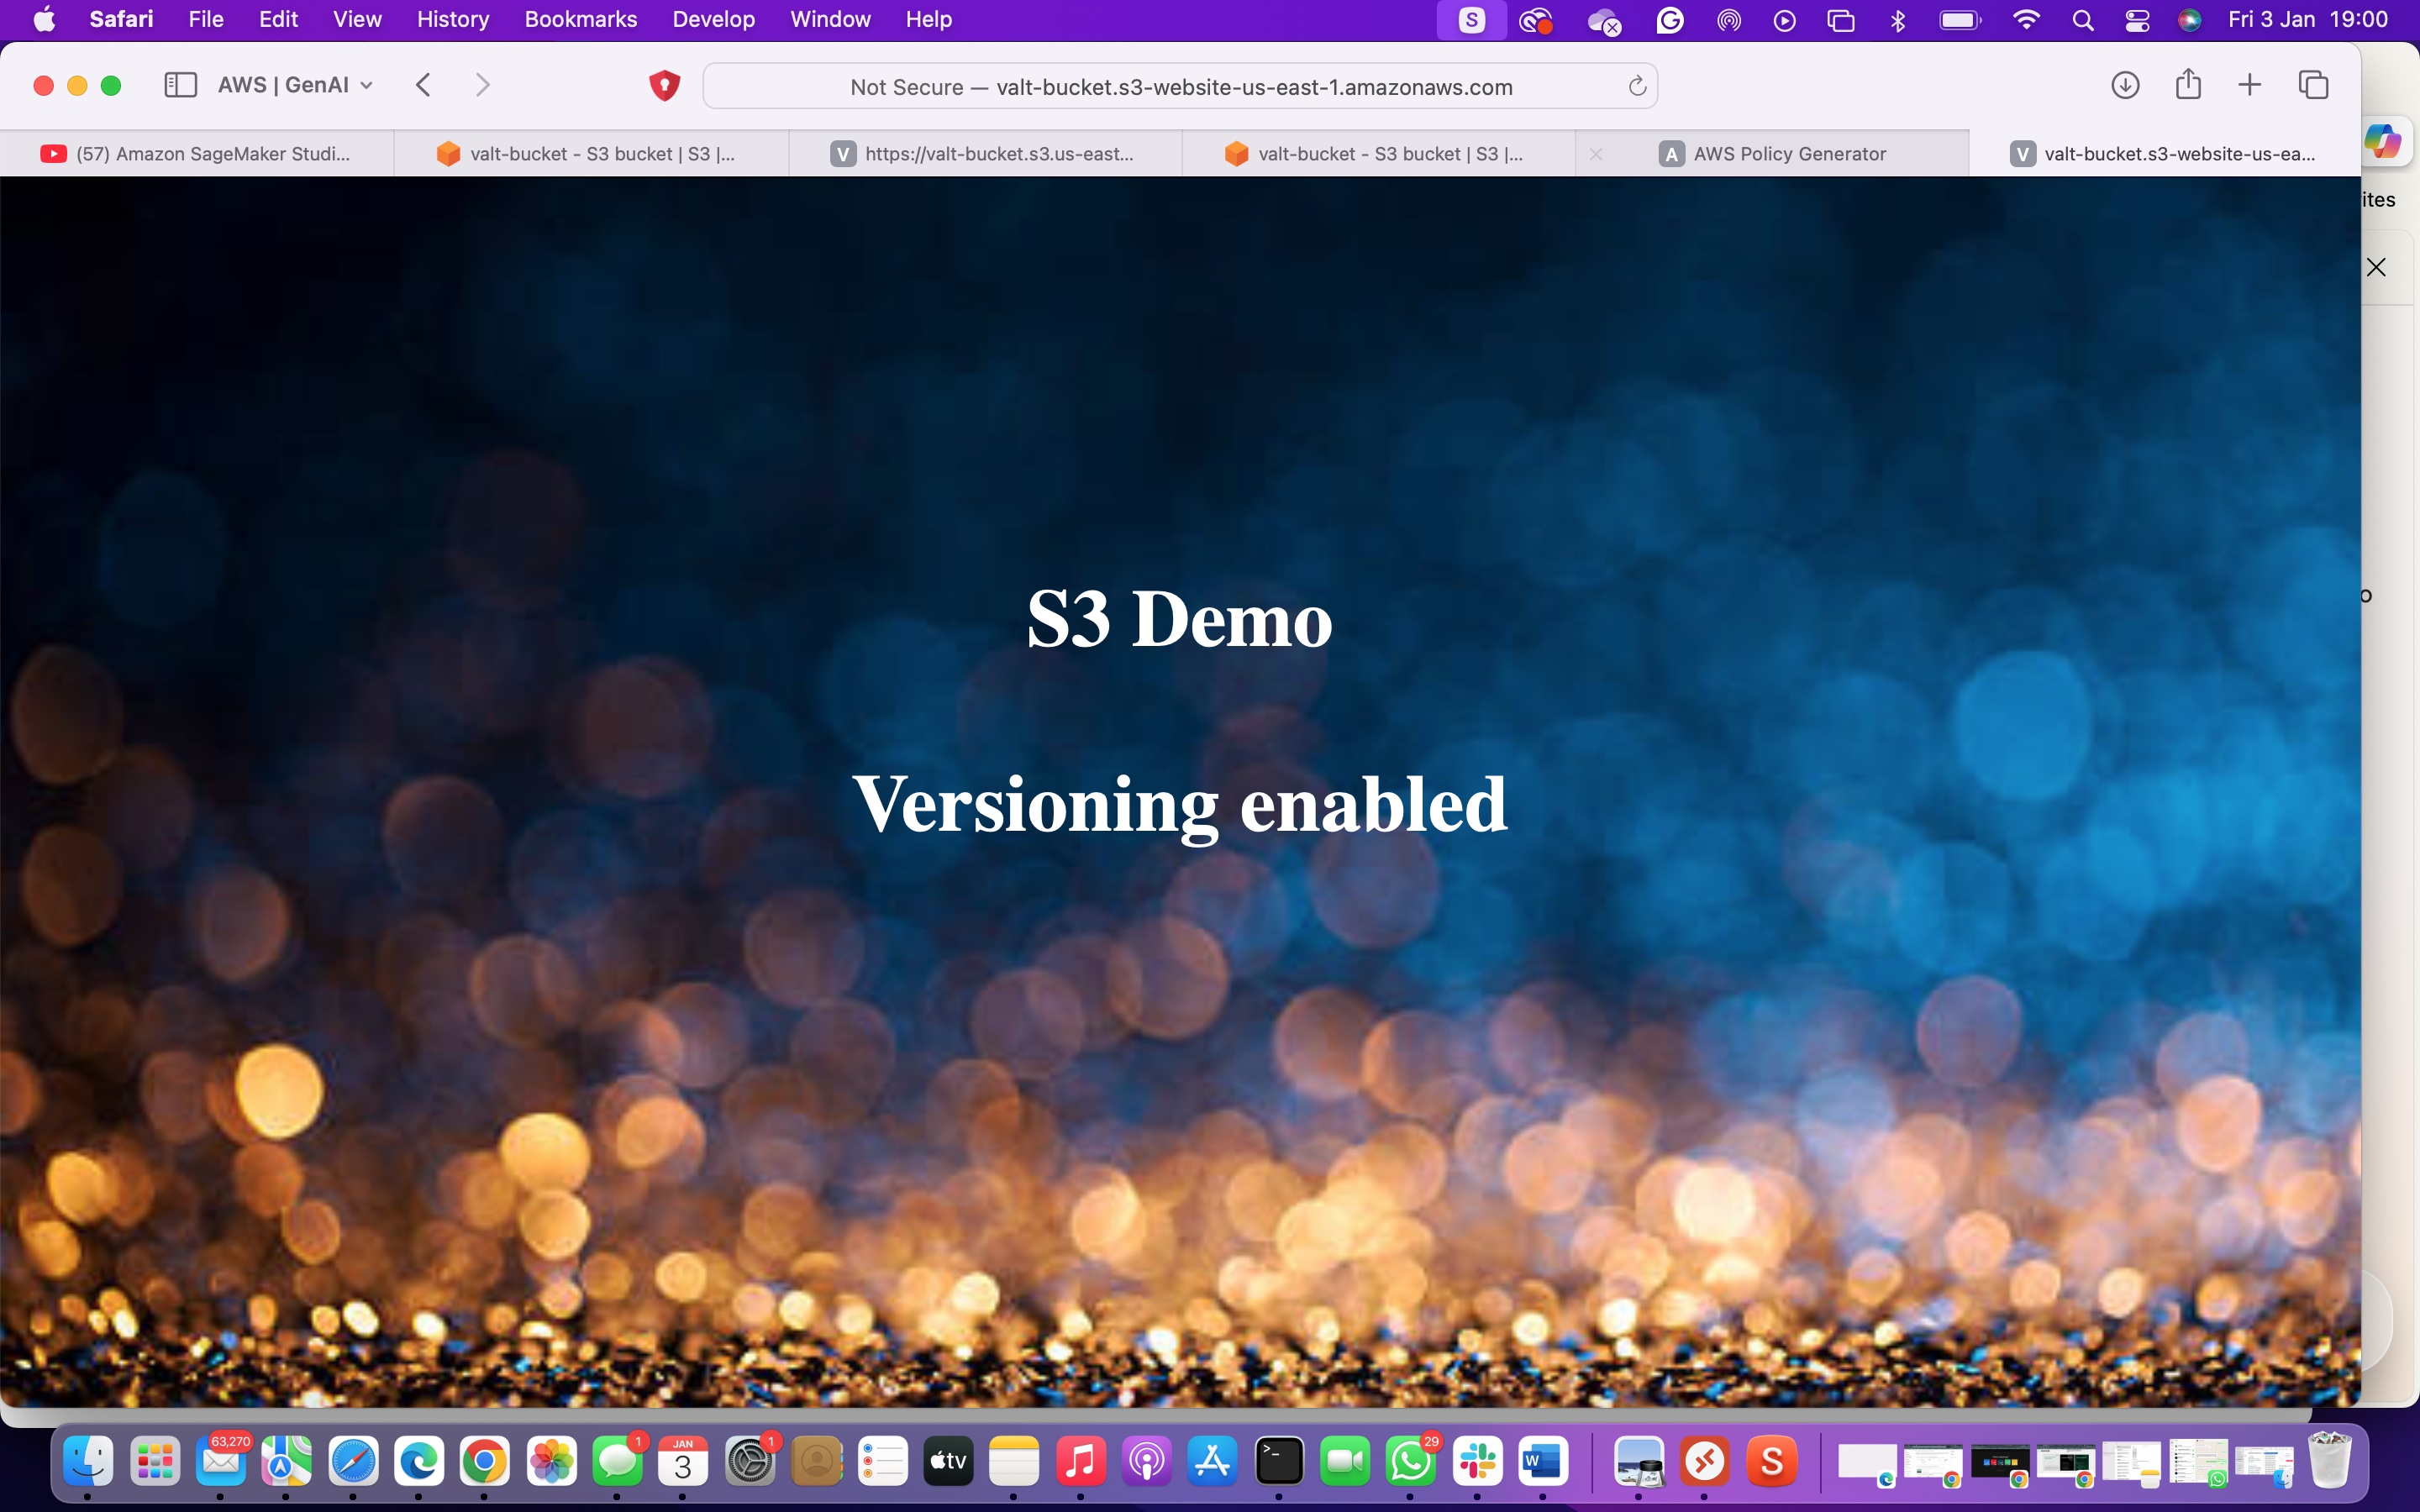 Safari File Edit View History Bookmarks Develop Window Help S Fri 3 Jan 19:00
AWS | GenAI Not Secure — valt-bucket.s3-website-us-east-1.amazonaws.com
(57) Amazon SageMaker Studi... valt-bucket - S3 bucket | S3 |... V https://valt-bucket.s3.us-east... valt-bucket - S3 bucket | S3 |... A AWS Policy Generator V valt-bucket.s3-website-us-ea...
ites
o
S3 Demo
Versioning enabled
63,270 1 JAN 1 29
3 tv >_ W S